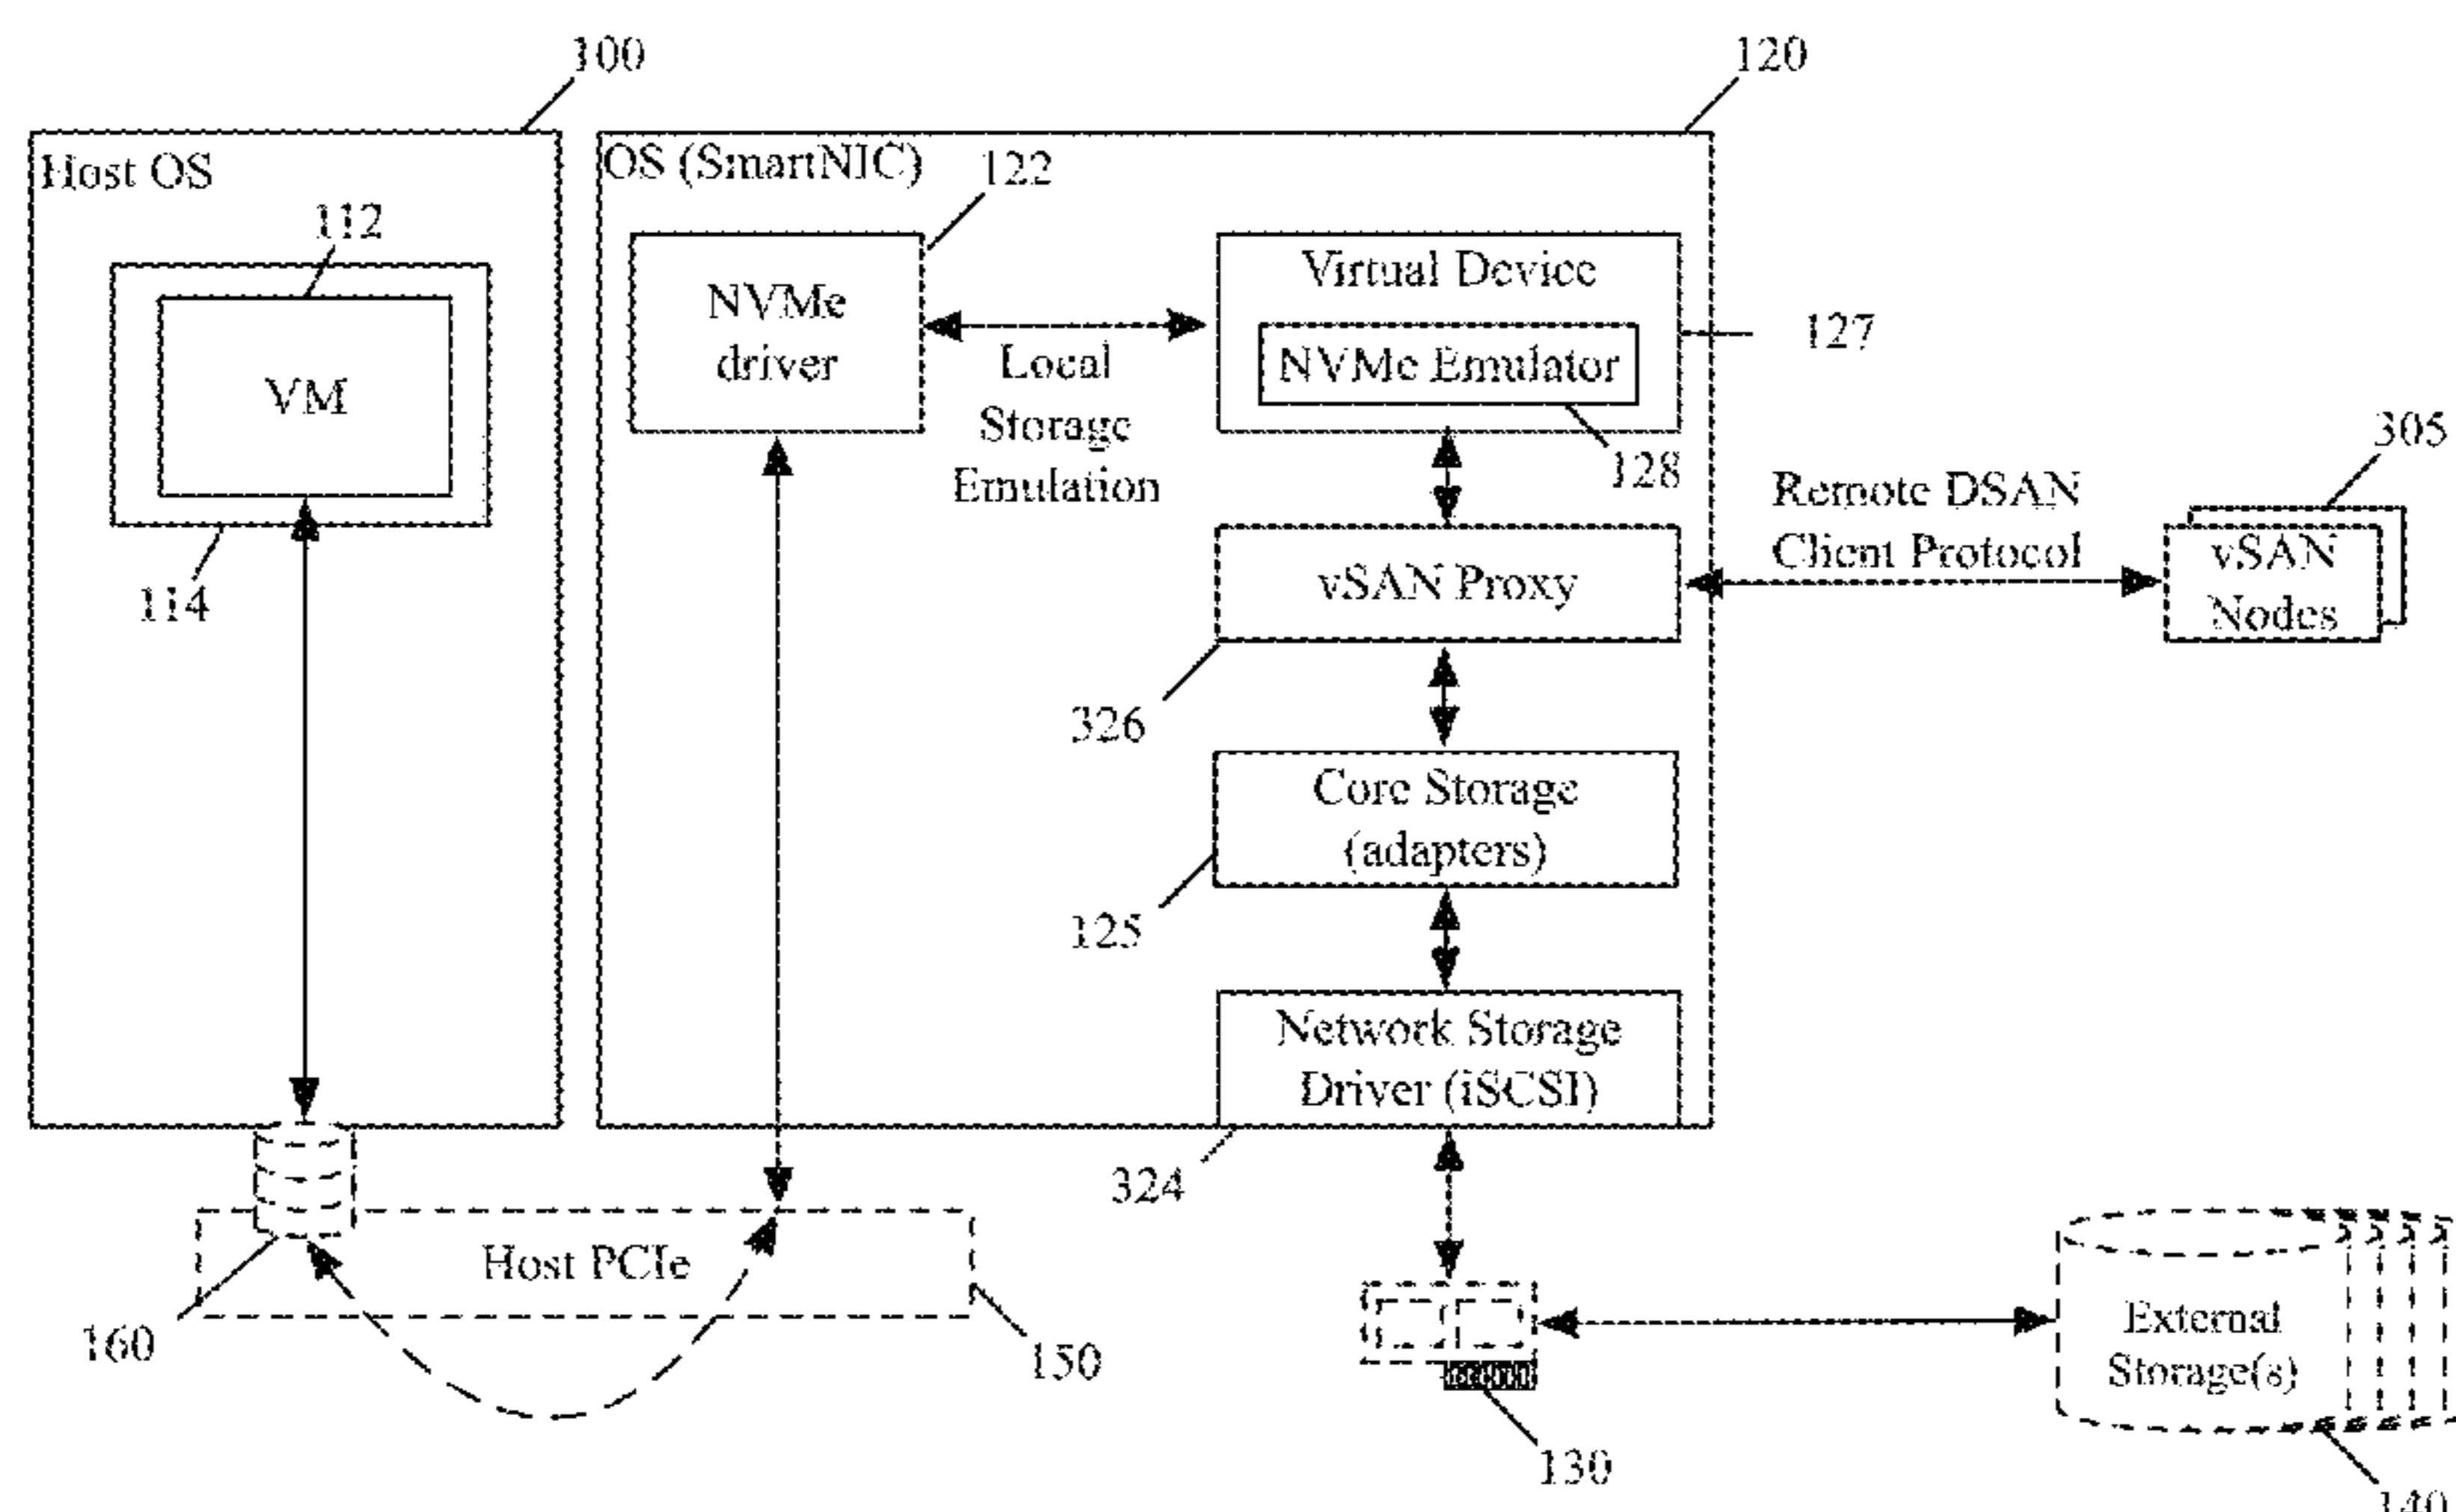 100
120
Host OS
OS (SmartNIC)
122
112
NVMe
driver
Virtual Device
NVMe Emulator
127
VM
Local
Storage
Emulation
128
305
114
Remote DSAN
Client Protocol
vSAN Proxy
vSAN
Nodes
326
Core Storage
(adapters)
125
Network Storage
Driver (iSCSI)
324
Host PCIe
160
150
External
Storage(s)
130
140